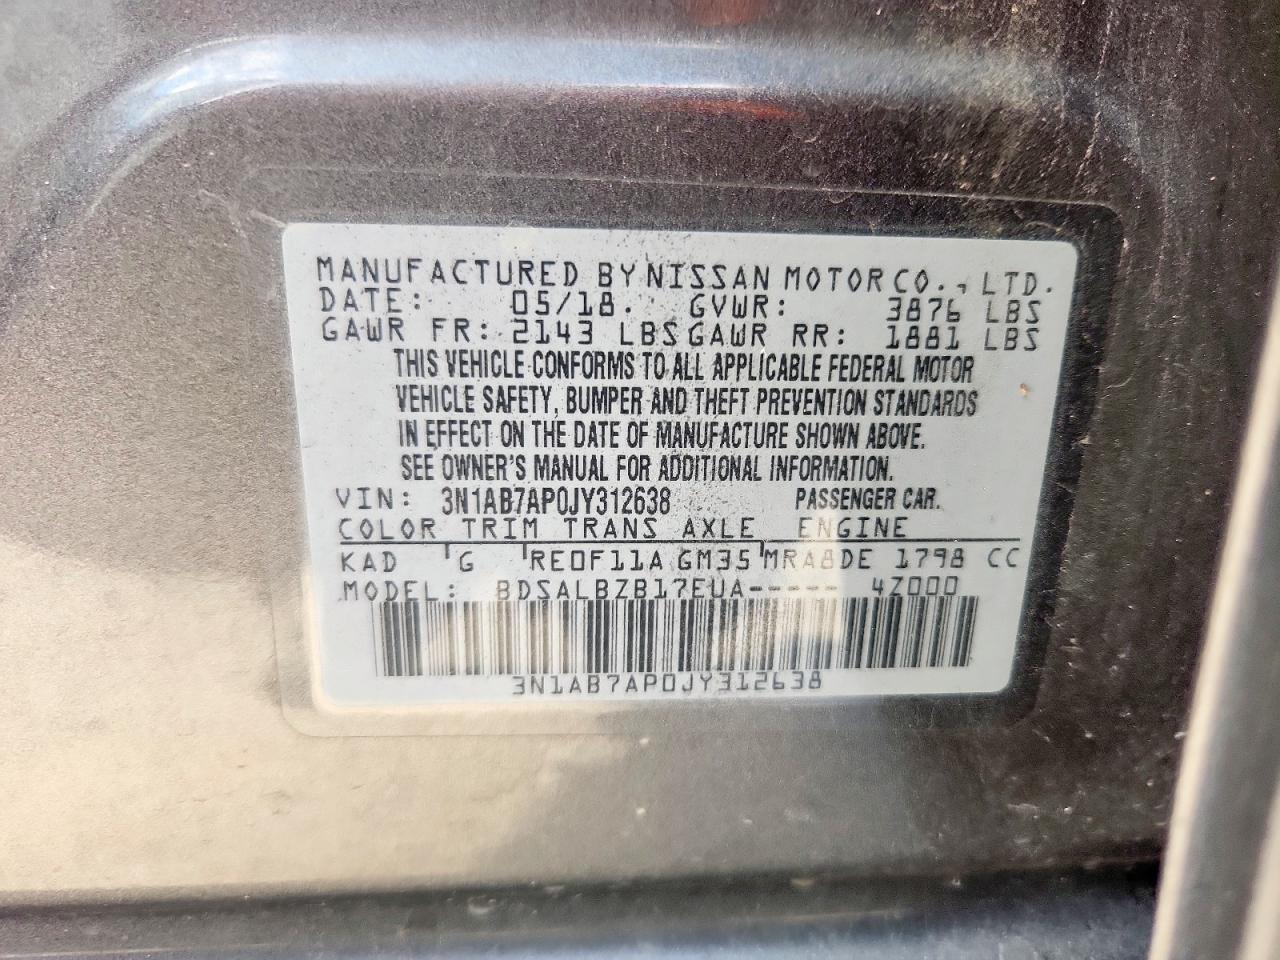 MANUFACTURED BY NISSAN MOTOR CO., LTD.
DATE: 05/18. GVWR: 3876 LBS
GAWR FR: 2143 LBS GAWR RR: 1881 LBS
THIS VEHICLE CONFORMS TO ALL APPLICABLE FEDERAL MOTOR
VEHICLE SAFETY, BUMPER AND THEFT PREVENTION STANDARDS
IN EFFECT ON THE DATE OF MANUFACTURE SHOWN ABOVE.
SEE OWNER'S MANUAL FOR ADDITIONAL INFORMATION.
VIN: 3N1AB7AP0JY312638 PASSENGER CAR.
COLOR TRIM TRANS AXLE ENGINE
KAD G RE0F11A GM35 MRA8DE 1798 CC
MODEL: BDSALBZB17EUA----- 4Z000
3N1AB7AP0JY312638